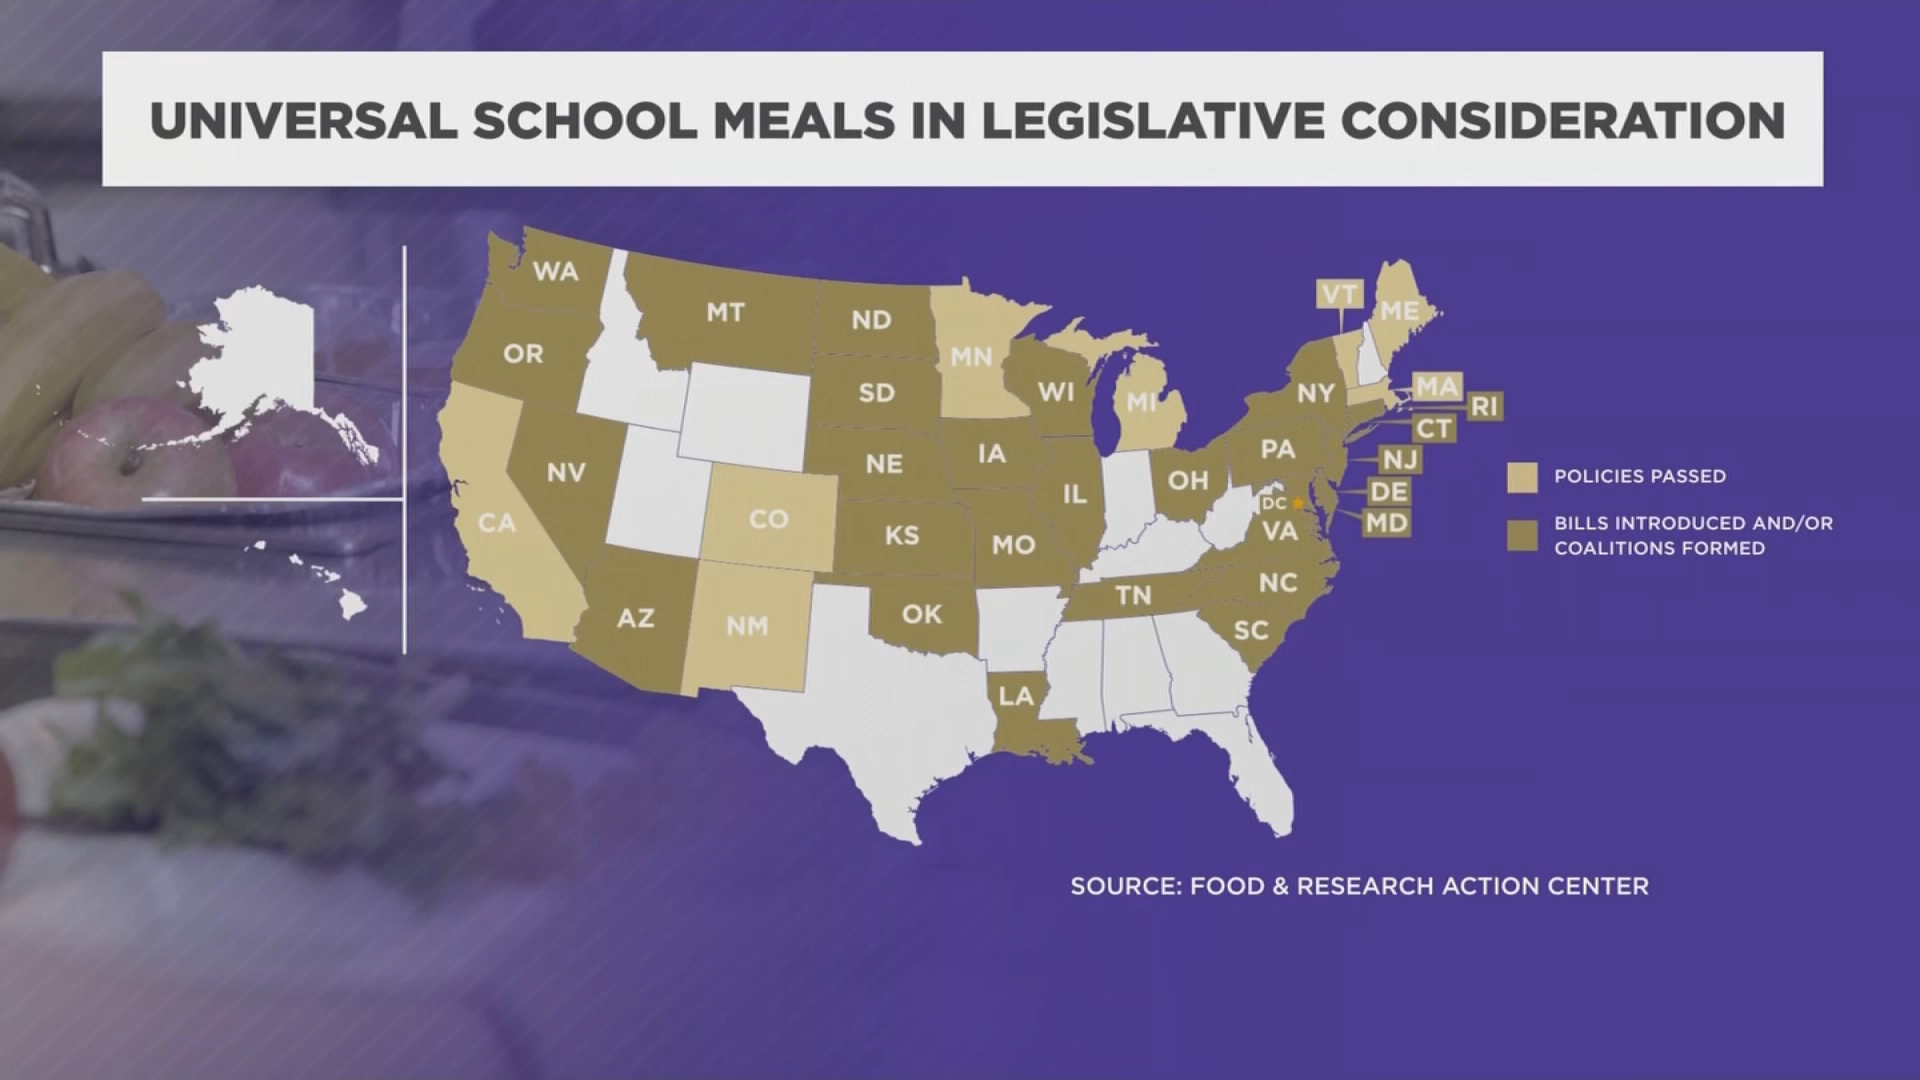 UNIVERSAL SCHOOL MEALS IN LEGISLATIVE CONSIDERATION
WA
MT
ND
MN
VT
ME
OR
SD
WI
MI
NY
MA
RI
CT
NV
NE
IA
PA
NJ
IL
OH
DE
DC
MD
VA
CA
CO
KS
MO
POLICIES PASSED
BILLS INTRODUCED AND/OR
COALITIONS FORMED
AZ
NM
OK
TN
NC
SC
LA
SOURCE: FOOD & RESEARCH ACTION CENTER